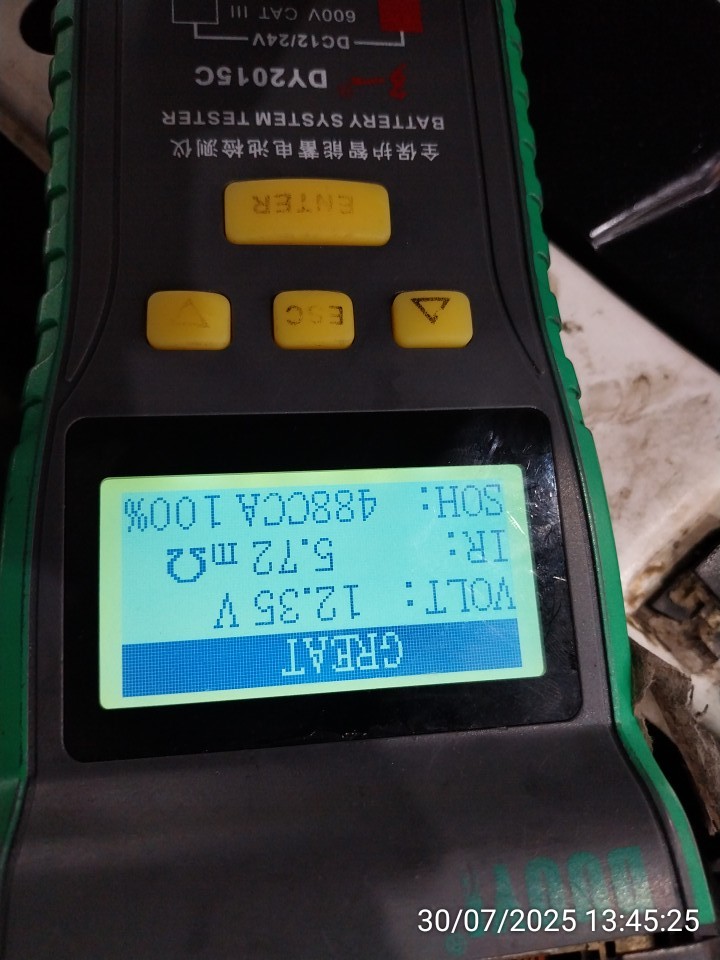 GREAT
VOLT: 12.35 V
IR: 5.72 mΩ
SOH: 488CCA 100%
ESC
ENTER
全保护智能蓄电池检测仪
BATTERY SYSTEM TESTER
DY2015C
DC12/24V
600V CAT III
30/07/2025 13:45:25